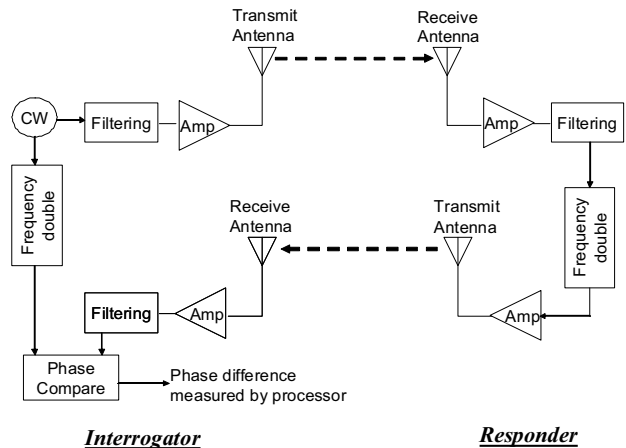 Transmit
Antenna
Receive
Antenna
CW
Filtering
Amp
Amp
Filtering
Frequency
double
Receive
Antenna
Transmit
Antenna
Frequency
double
Filtering
Amp
Amp
Phase
Compare
Phase difference
measured by processor
Interrogator
Responder